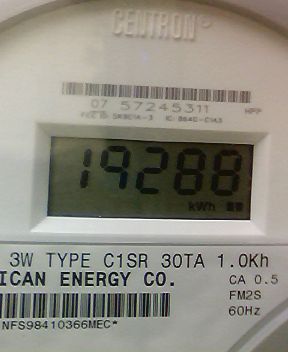 CENTRON®
07 57245311 HPP
19288
kWh
3W TYPE C1SR 30TA 1.0Kh
ICAN ENERGY CO. CA 0.5
FM2S
NFS98410366MEC* 60Hz